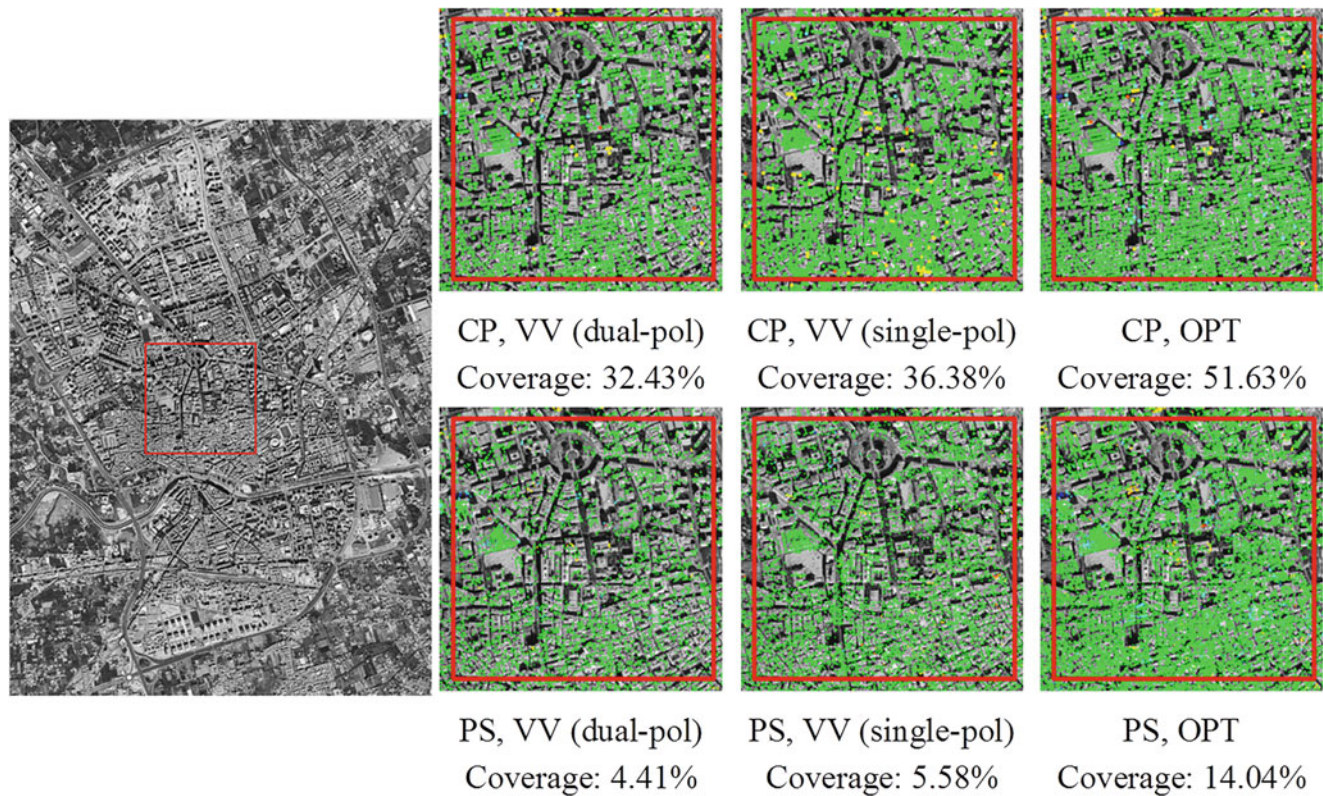 CP, VV (dual-pol)
Coverage: 32.43%
CP, VV (single-pol)
Coverage: 36.38%
CP, OPT
Coverage: 51.63%
PS, VV (dual-pol)
Coverage: 4.41%
PS, VV (single-pol)
Coverage: 5.58%
PS, OPT
Coverage: 14.04%